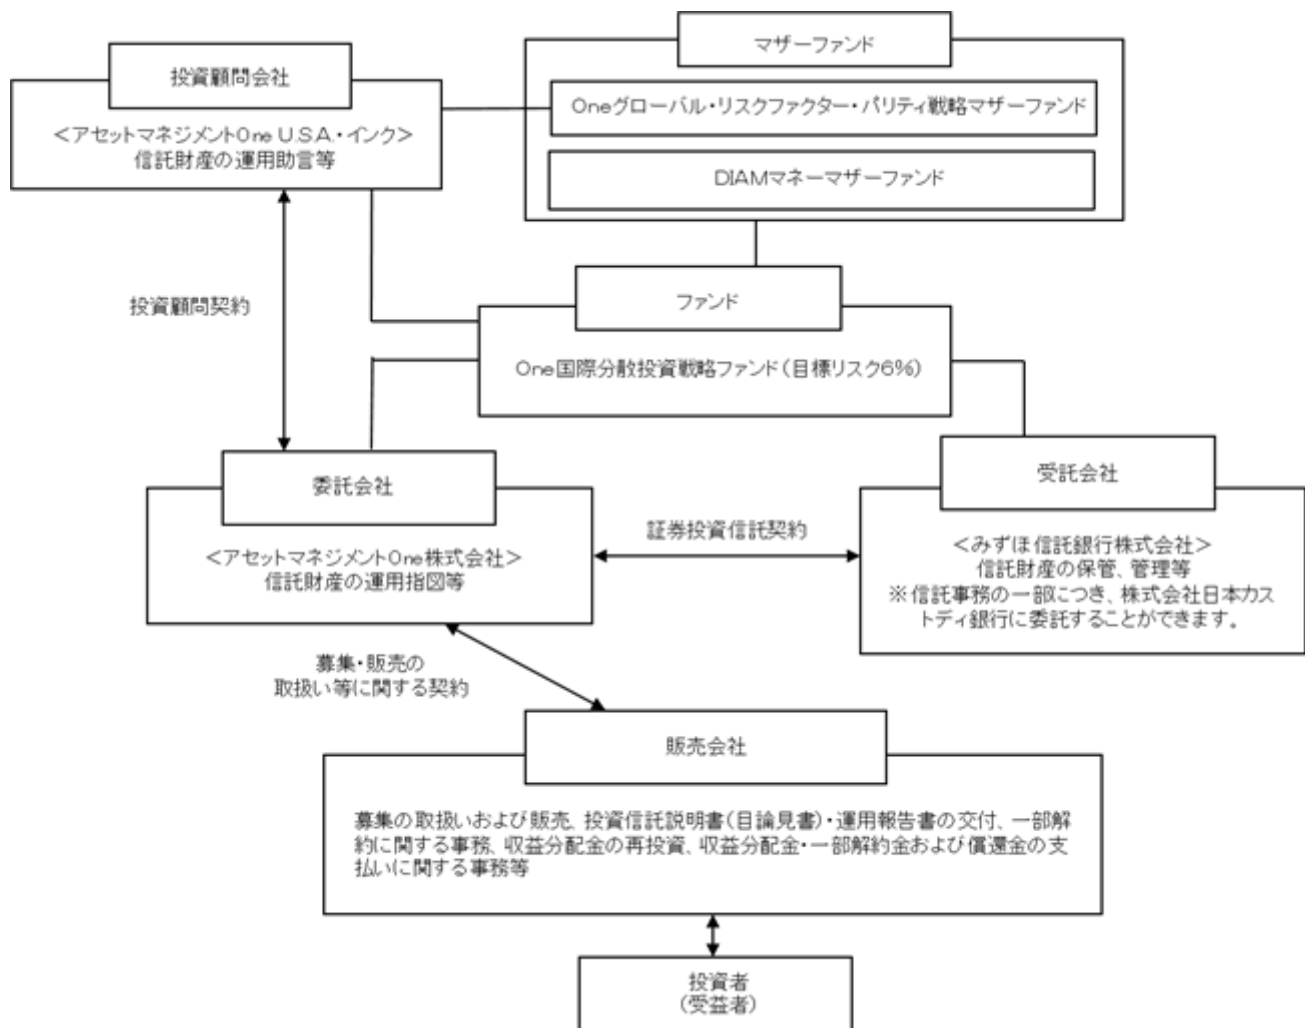 マザーファンド
投資顧問会社
Oneグローバル・リスクファクター・パリティ戦略マザーファンド
＜アセットマネジメントOne U.S.A.・インク＞
信託財産の運用助言等
DIAMマネーマザーファンド
投資顧問契約
ファンド
One国際分散投資戦略ファンド（目標リスク6％）
委託会社
受託会社
＜アセットマネジメントOne株式会社＞
信託財産の運用指図等
証券投資信託契約
＜みずほ信託銀行株式会社＞
信託財産の保管、管理等
※信託事務の一部につき、株式会社日本カス
トディ銀行に委託することができます。
募集・販売の
取扱い等に関する契約
販売会社
募集の取扱いおよび販売、投資信託説明書（目論見書）・運用報告書の交付、一部解
約に関する事務、収益分配金の再投資、収益分配金・一部解約金および償還金の支
払いに関する事務等
投資者
（受益者）